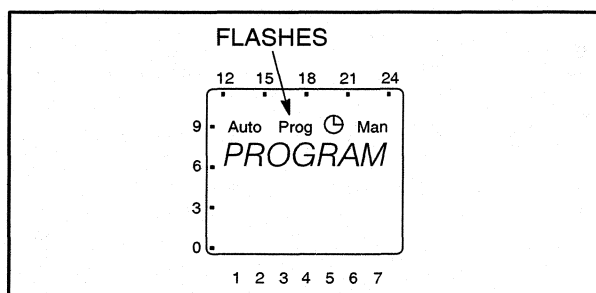 FLASHES
12 15 18 21 24
9 Auto Prog Man
PROGRAM
6
3
0
1 2 3 4 5 6 7